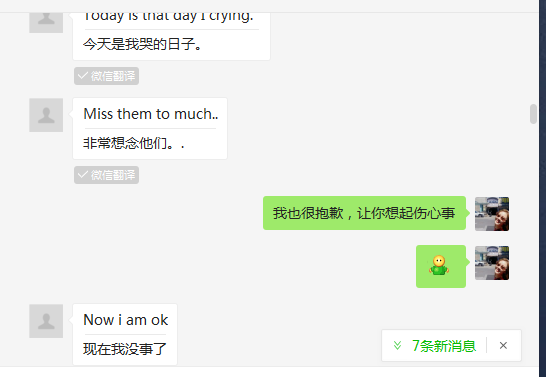 Today is that day I crying.
今天是我哭的日子。
微信翻译
Miss them to much..
非常想念他们。.
微信翻译
我也很抱歉，让你想起伤心事
Now i am ok
现在我没事了
7条新消息